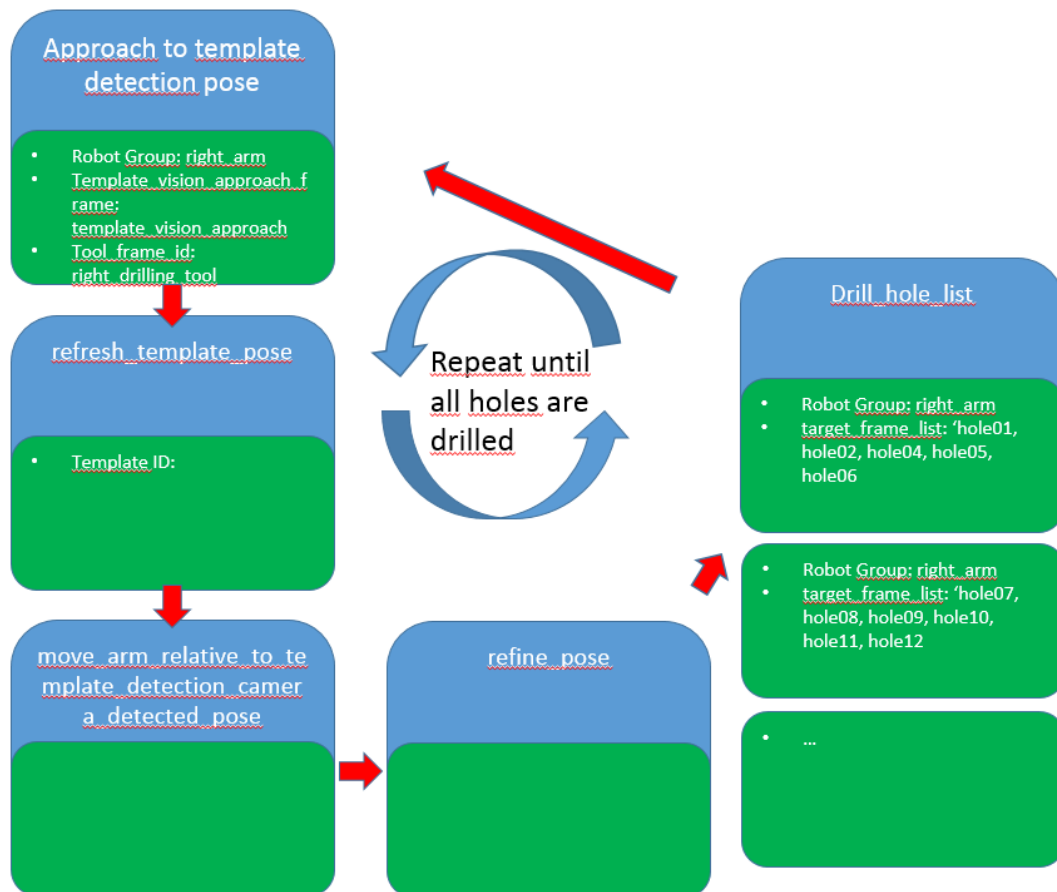 Approach to template
detection pose
• Robot Group: right_arm
• Template_vision_approach_f
rame:
template_vision_approach
• Tool_frame_id:
right_drilling_tool
refresh_template_pose
• Template ID:
move_arm_relative_to_te
mplate_detection_camer
a_detected_pose
refine_pose
Drill_hole_list
• Robot Group: right_arm
• target_frame_list: ‘hole01,
hole02, hole04, hole05,
hole06
• Robot Group: right_arm
• target_frame_list: ‘hole07,
hole08, hole09, hole10,
hole11, hole12
• ...
Repeat until
all holes are
drilled